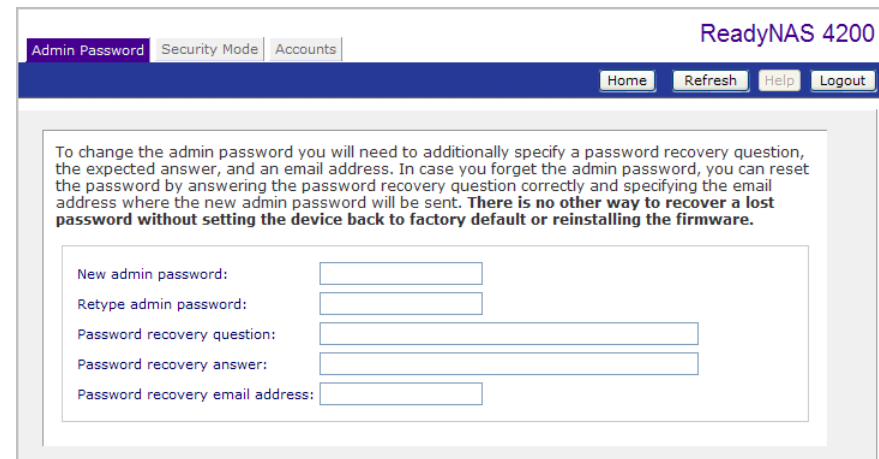 ReadyNAS 4200
Admin Password Security Mode Accounts
Home Refresh Help Logout
To change the admin password you will need to additionally specify a password recovery question,
the expected answer, and an email address. In case you forget the admin password, you can reset
the password by answering the password recovery question correctly and specifying the email
address where the new admin password will be sent. There is no other way to recover a lost
password without setting the device back to factory default or reinstalling the firmware.
New admin password:
Retype admin password:
Password recovery question:
Password recovery answer:
Password recovery email address: